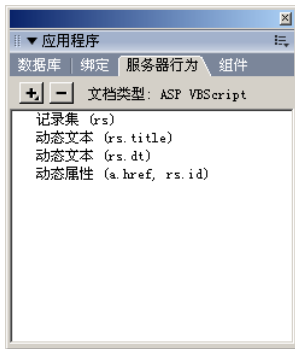 应用程序
数据库 绑定 服务器行为 组件
文档类型: ASP VBScript
记录集 (rs)
动态文本 (rs.title)
动态文本 (rs.dt)
动态属性 (a.href, rs.id)